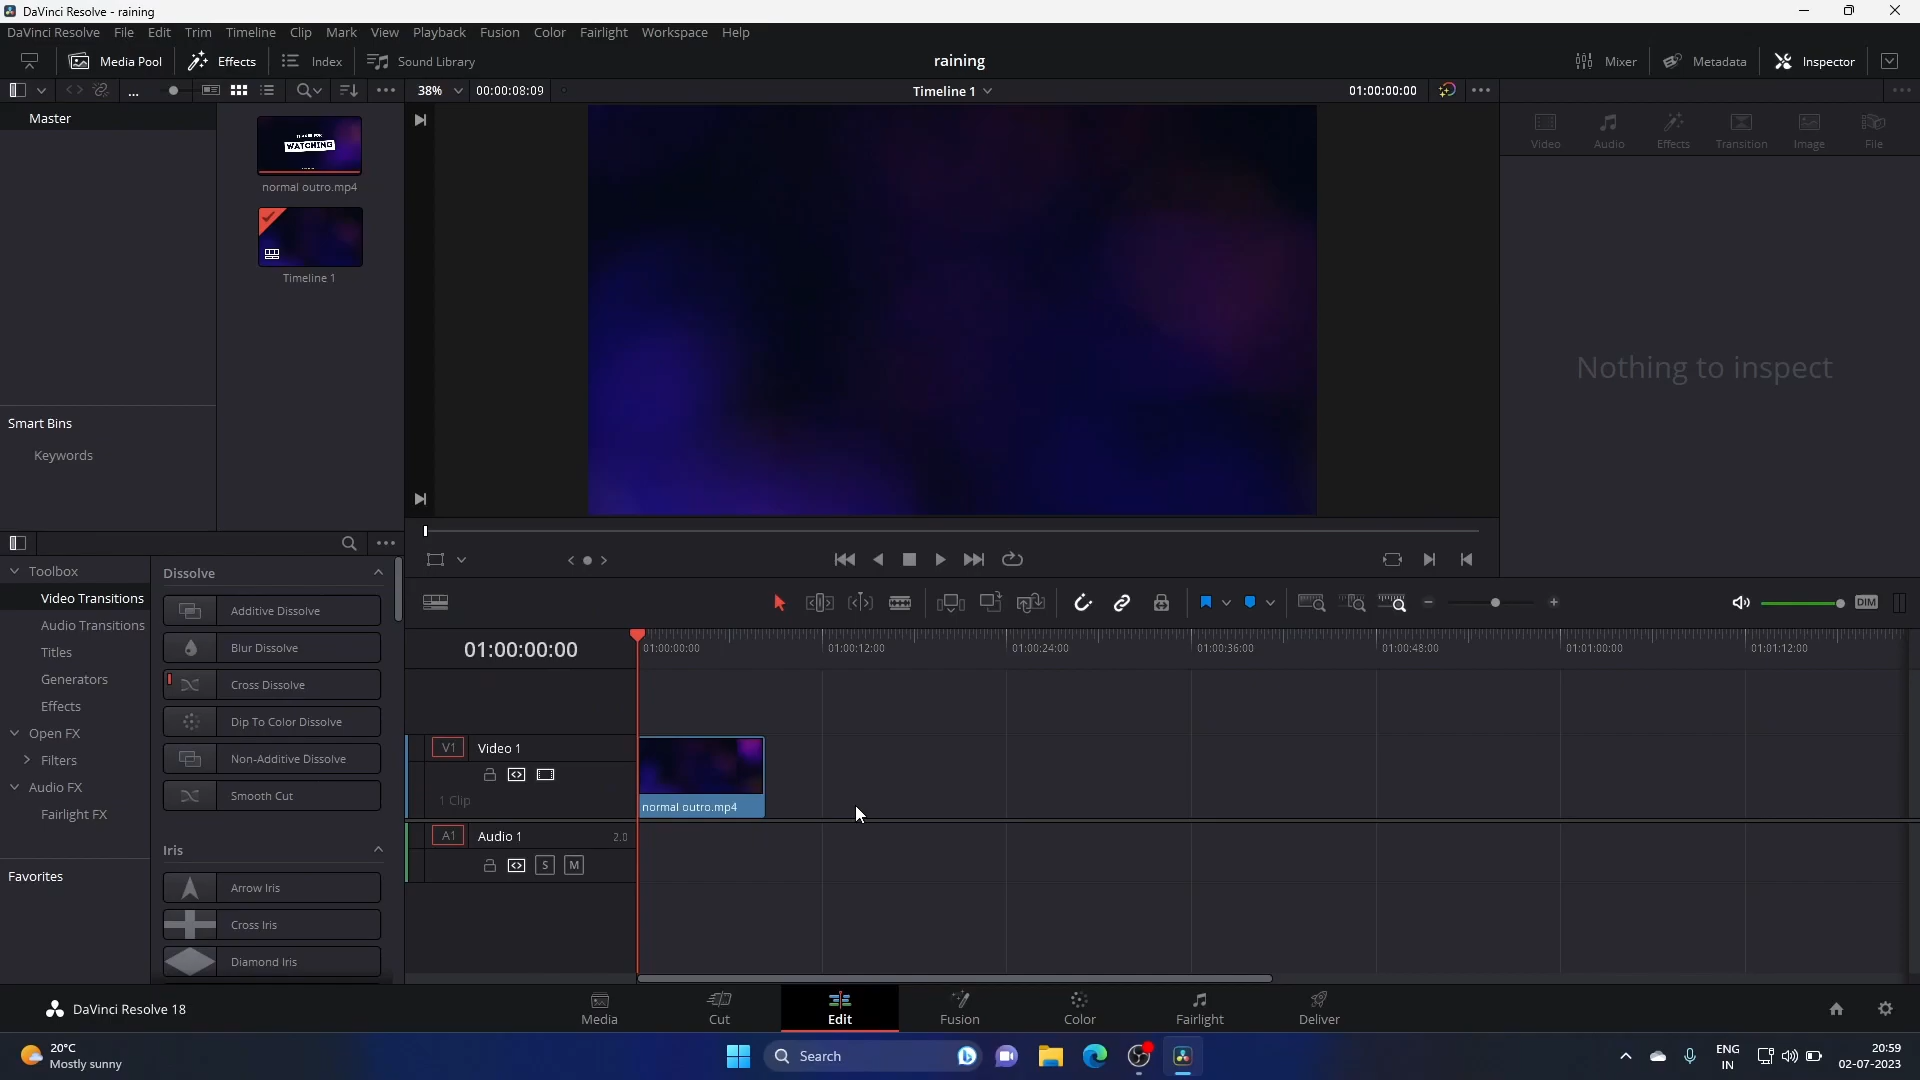 DaVinci Resolve - raining
DaVinci Resolve File Edit Trim Timeline Clip Mark View Playback Fusion Color Fairlight Workspace Help
Media Pool Effects Index Sound Library raining Mixer Metadata Inspector
... 38% 00:00:08:09 Timeline 1 01:00:00:00
Master
WATCHING
normal outro.mp4
Timeline 1
Video Audio Effects Transition Image File
Nothing to inspect
Smart Bins
Keywords
Toolbox
Video Transitions
Audio Transitions
Titles
Generators
Effects
Open FX
Filters
Audio FX
Fairlight FX
Favorites
Dissolve
Additive Dissolve
Blur Dissolve
Cross Dissolve
Dip To Color Dissolve
Non-Additive Dissolve
Smooth Cut
Iris
Arrow Iris
Cross Iris
Diamond Iris
DIM
01:00:00:00
01:00:00:00 01:00:12:00 01:00:24:00 01:00:36:00 01:00:48:00 01:01:00:00 01:01:12:00
V1 Video 1
1 Clip
normal outro.mp4
A1 Audio 1 2.0
S M
DaVinci Resolve 18
Media Cut Edit Fusion Color Fairlight Deliver
20°C
Mostly sunny
Search
ENG
IN
20:59
02-07-2023